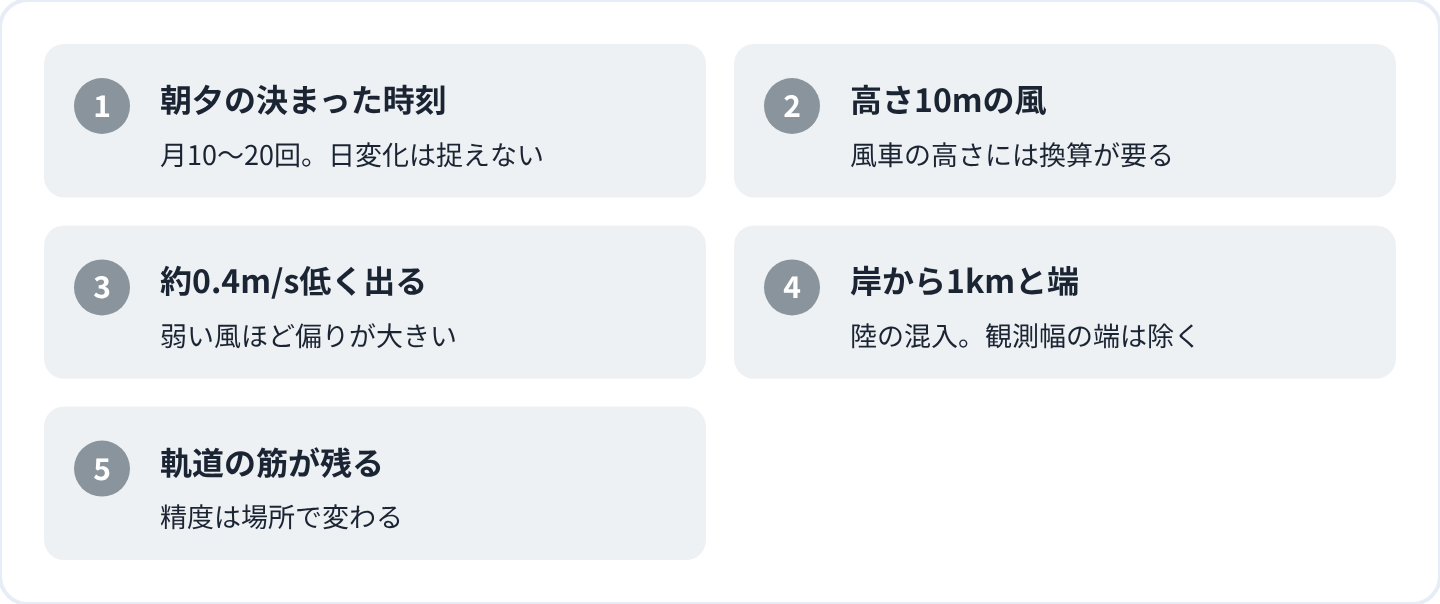 1
朝夕の決まった時刻
月10〜20回。日変化は捉えない
2
高さ10mの風
風車の高さには換算が要る
3
約0.4m/s低く出る
弱い風ほど偏りが大きい
4
岸から1kmと端
陸の混入。観測幅の端は除く
5
軌道の筋が残る
精度は場所で変わる